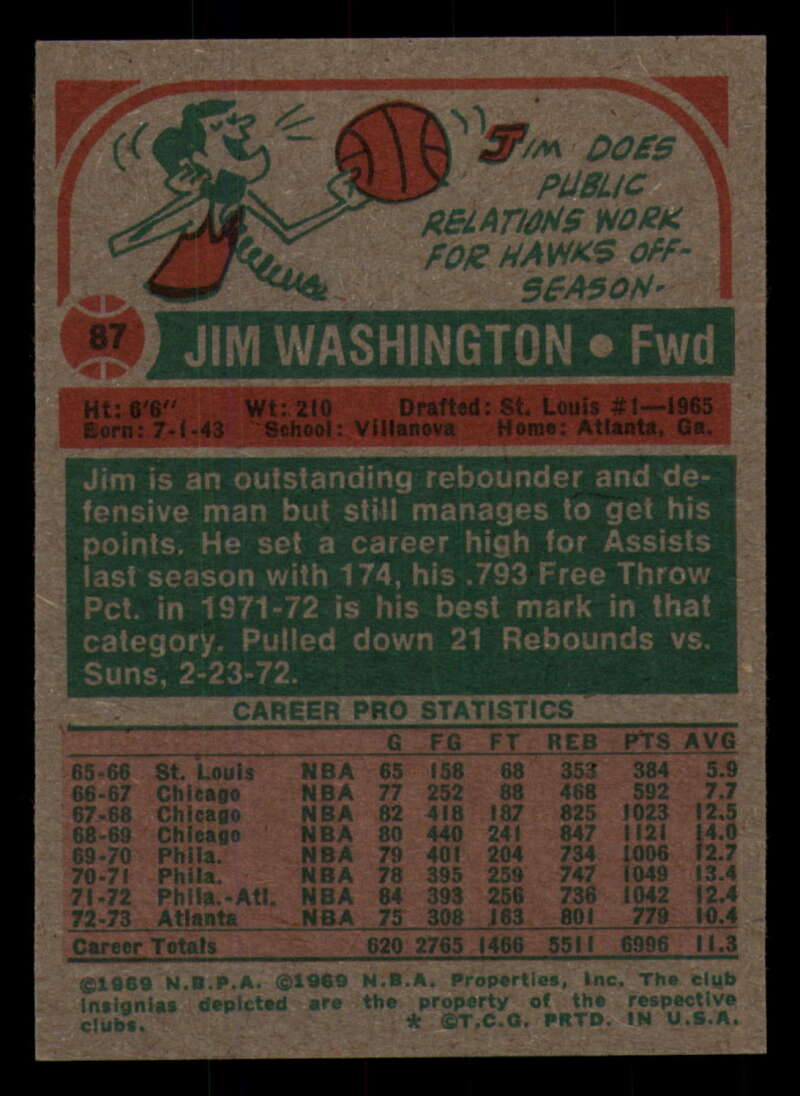 Jim DOES
PUBLIC
RELATIONS WORK
FOR HAWKS OFF-
SEASON.
87
JIM WASHINGTON • Fwd
Ht: 6'6" Wt: 210 Drafted: St. Louis #1—1965
Born: 7-1-43 School: Villanova Home: Atlanta, Ga.
Jim is an outstanding rebounder and de-
fensive man but still manages to get his
points. He set a career high for Assists
last season with 174, his .793 Free Throw
Pct. in 1971-72 is his best mark in that
category. Pulled down 21 Rebounds vs.
Suns, 2-23-72.
CAREER PRO STATISTICS
G FG FT REB PTS AVG
65-66 St. Louis NBA 65 158 68 353 384 5.9
66-67 Chicago NBA 77 252 88 468 592 7.7
67-68 Chicago NBA 82 418 187 825 1023 12.5
68-69 Chicago NBA 80 440 241 847 1121 14.0
69-70 Phila. NBA 79 401 204 734 1006 12.7
70-71 Phila. NBA 78 395 259 747 1049 13.4
71-72 Phila.-Atl. NBA 84 393 256 736 1042 12.4
72-73 Atlanta NBA 75 308 163 801 779 10.4
Career Totals 620 2765 1466 5511 6996 11.3
©1969 N.B.P.A. ©1969 N.B.A. Properties, Inc. The club
insignias depicted are the property of the respective
clubs. * ©T.C.G. PRTD. IN U.S.A.